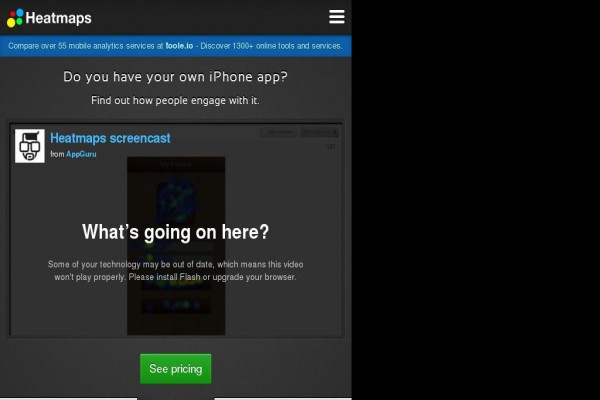 Heatmaps
Compare over 55 mobile analytics services at toole.io - Discover 1300+ online tools and services.
Do you have your own iPhone app?
Find out how people engage with it.
Heatmaps screencast
from AppGuru
What's going on here?
Some of your technology may be out of date, which means this video
won't play properly. Please install Flash or upgrade your browser.
See pricing